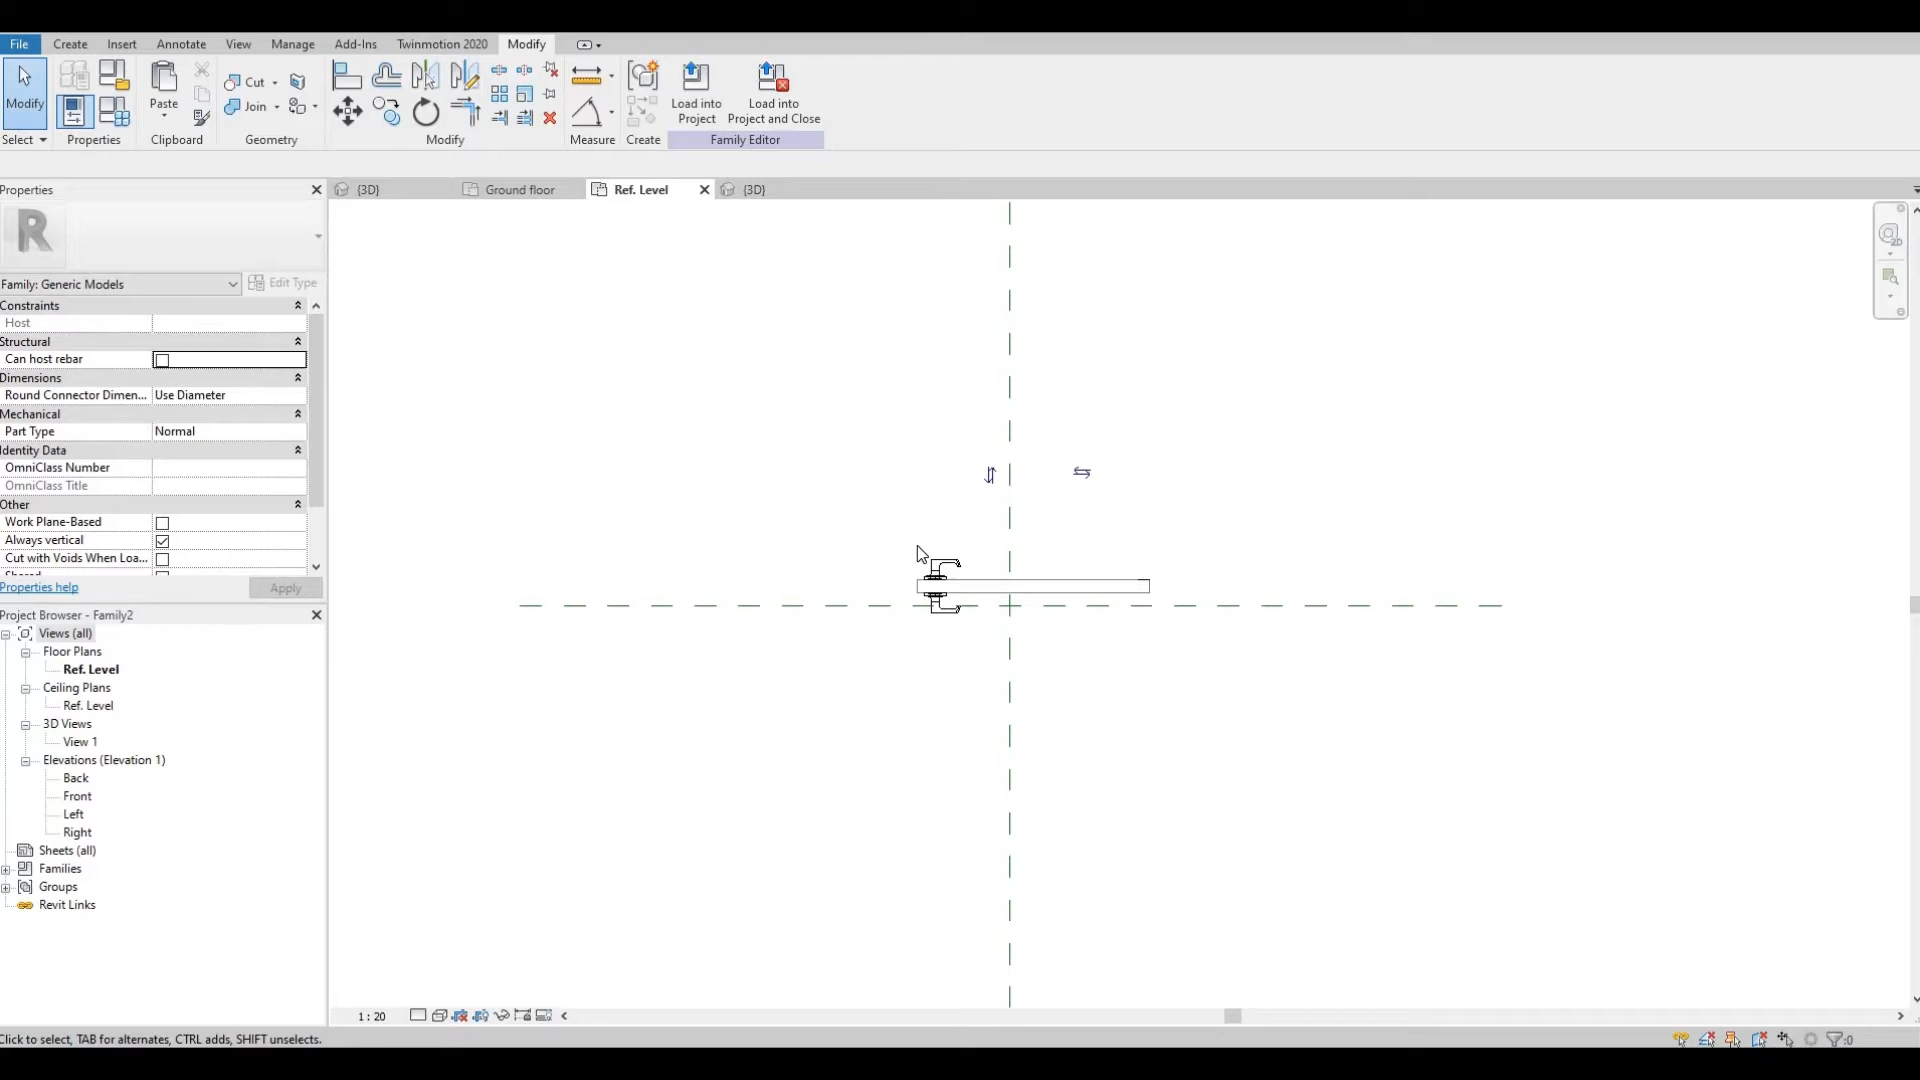 File Create Insert Annotate View Manage Add-Ins Twinmotion 2020 Modify
Modify
Paste
Cut
Join
Load into
Project
Load into
Project and Close
Select Properties Clipboard Geometry Modify Measure Create Family Editor
Properties
{3D} Ground floor Ref. Level {3D}
R
2D
Family: Generic Models Edit Type
Constraints
Host
Structural
Can host rebar
Dimensions
Round Connector Dimen... Use Diameter
Mechanical
Part Type Normal
Identity Data
OmniClass Number
OmniClass Title
Other
Work Plane-Based
Always vertical
Cut with Voids When Loa...
Shared
Properties help Apply
Project Browser - Family2
Views (all)
Floor Plans
Ref. Level
Ceiling Plans
Ref. Level
3D Views
View 1
Elevations (Elevation 1)
Back
Front
Left
Right
Sheets (all)
Families
Groups
Revit Links
1 : 20
Click to select, TAB for alternates, CTRL adds, SHIFT unselects.
:0